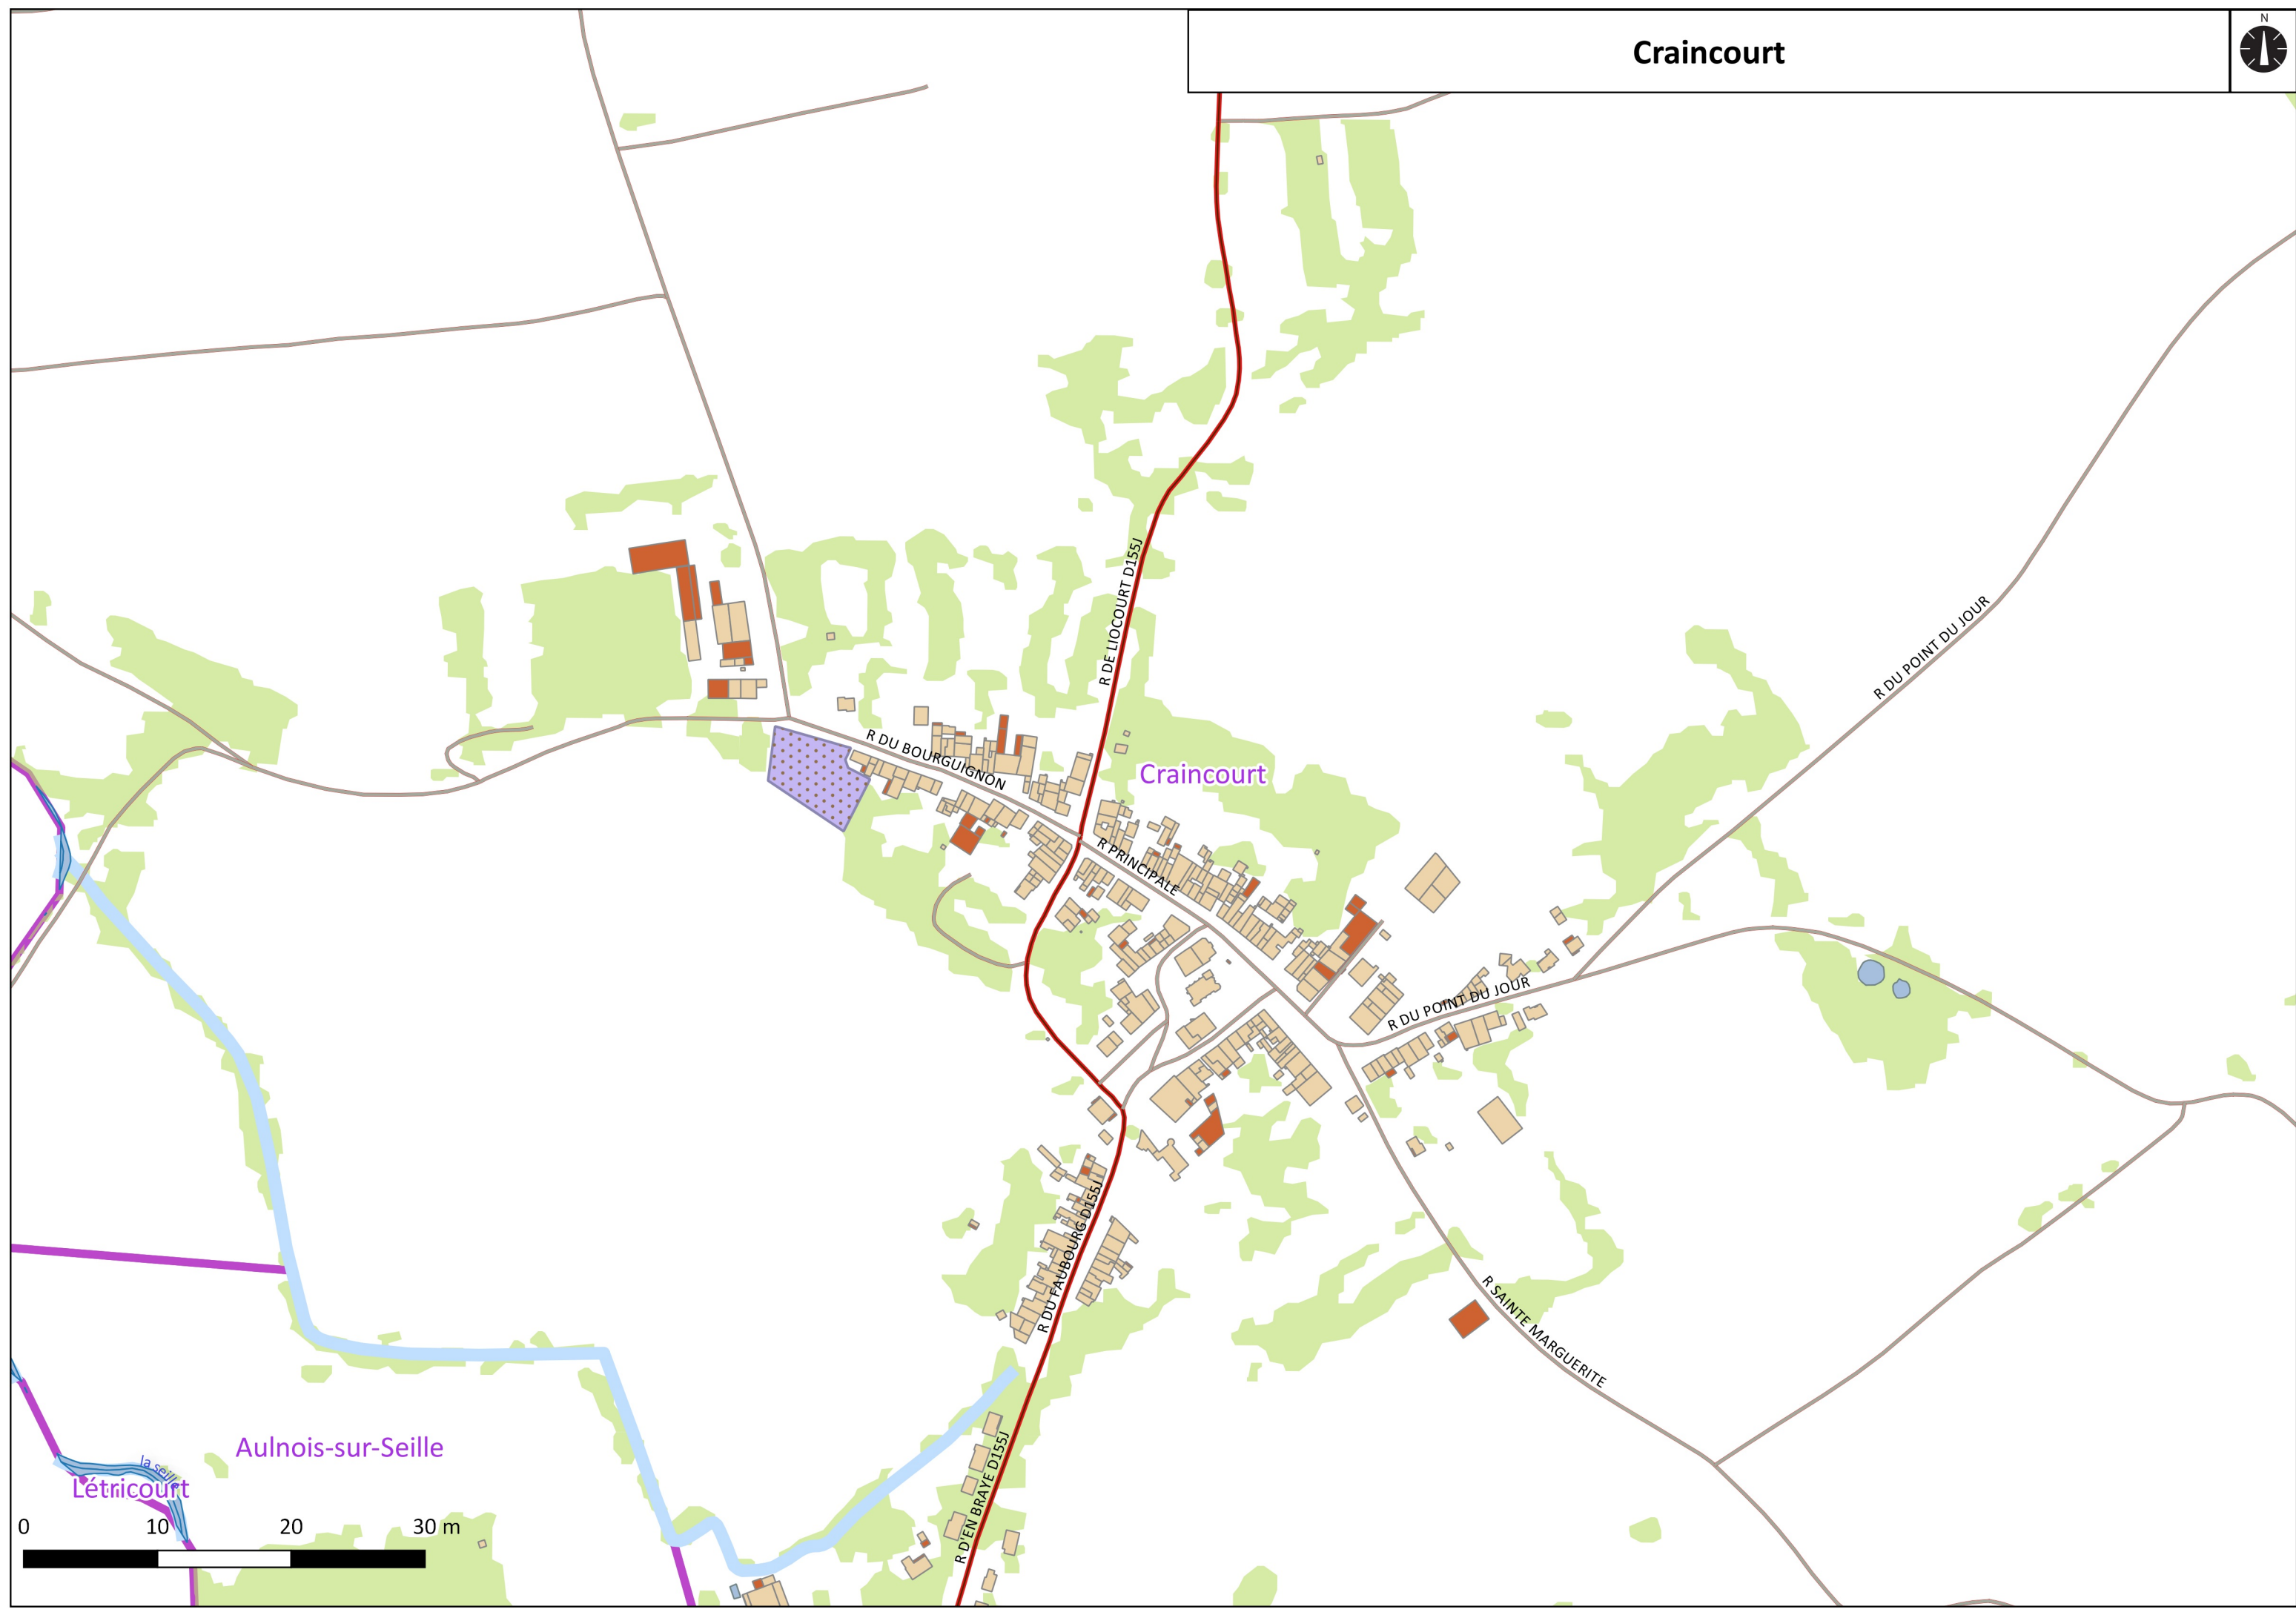 Craincourt
N
R DE LIOCOURT D155J
R DU POINT DU JOUR
R DU BOURGUIGNON
Craincourt
R PRINCIPALE
R DU POINT DU JOUR
R DU FAUBOURG D155J
R SAINTE MARGUERITE
Aulnois-sur-Seille
la seille
Létricourt
R D'EN BRAYE D155J
0 10 20 30 m